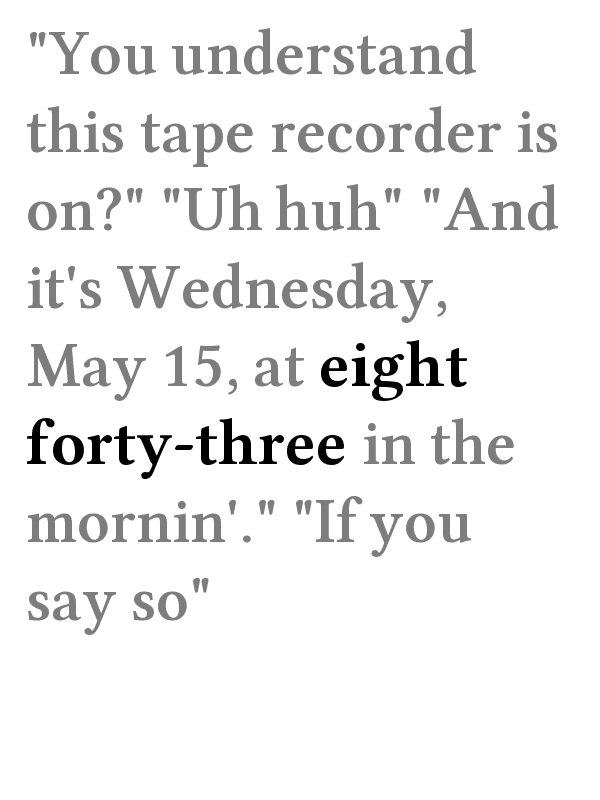 "You understand
this tape recorder is
on?" "Uh huh" "And
it's Wednesday,
May 15, at eight
forty-three in the
mornin'." "If you
say so"